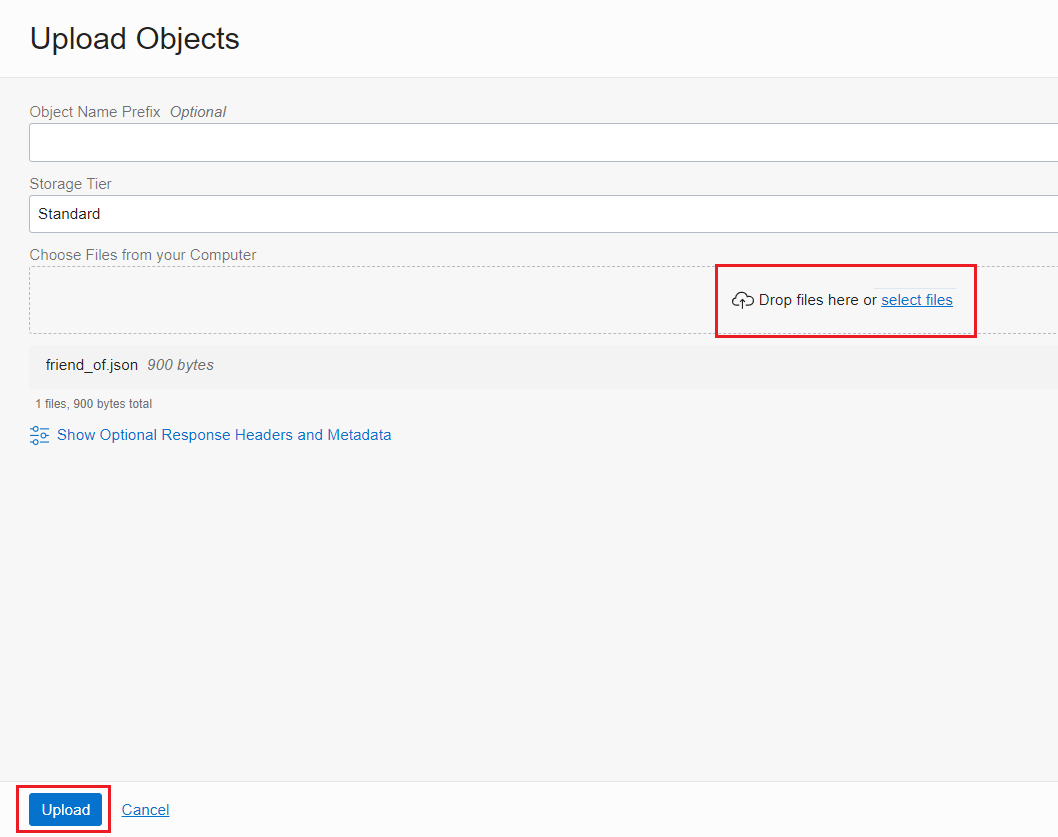 Upload Objects
Object Name Prefix Optional
Storage Tier
Standard
Choose Files from your Computer
Drop files here or select files
friend_of.json 900 bytes
1 files, 900 bytes total
Show Optional Response Headers and Metadata
Upload Cancel